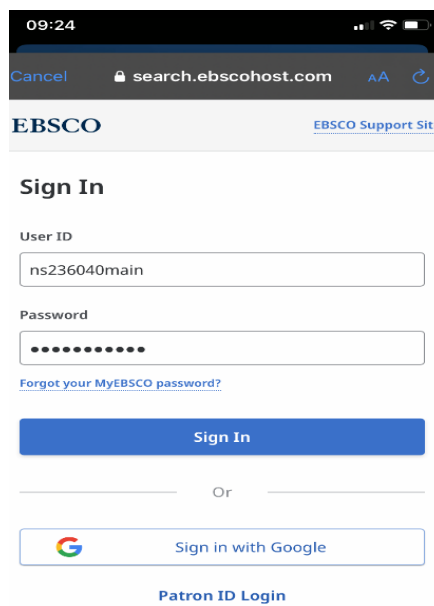 09:24
Cancel search.ebscohost.com AA
EBSCO EBSCO Support Sit
Sign In
User ID
ns236040main
Password
•••••••••••
Forgot your MyEBSCO password?
Sign In
Or
Sign in with Google
Patron ID Login